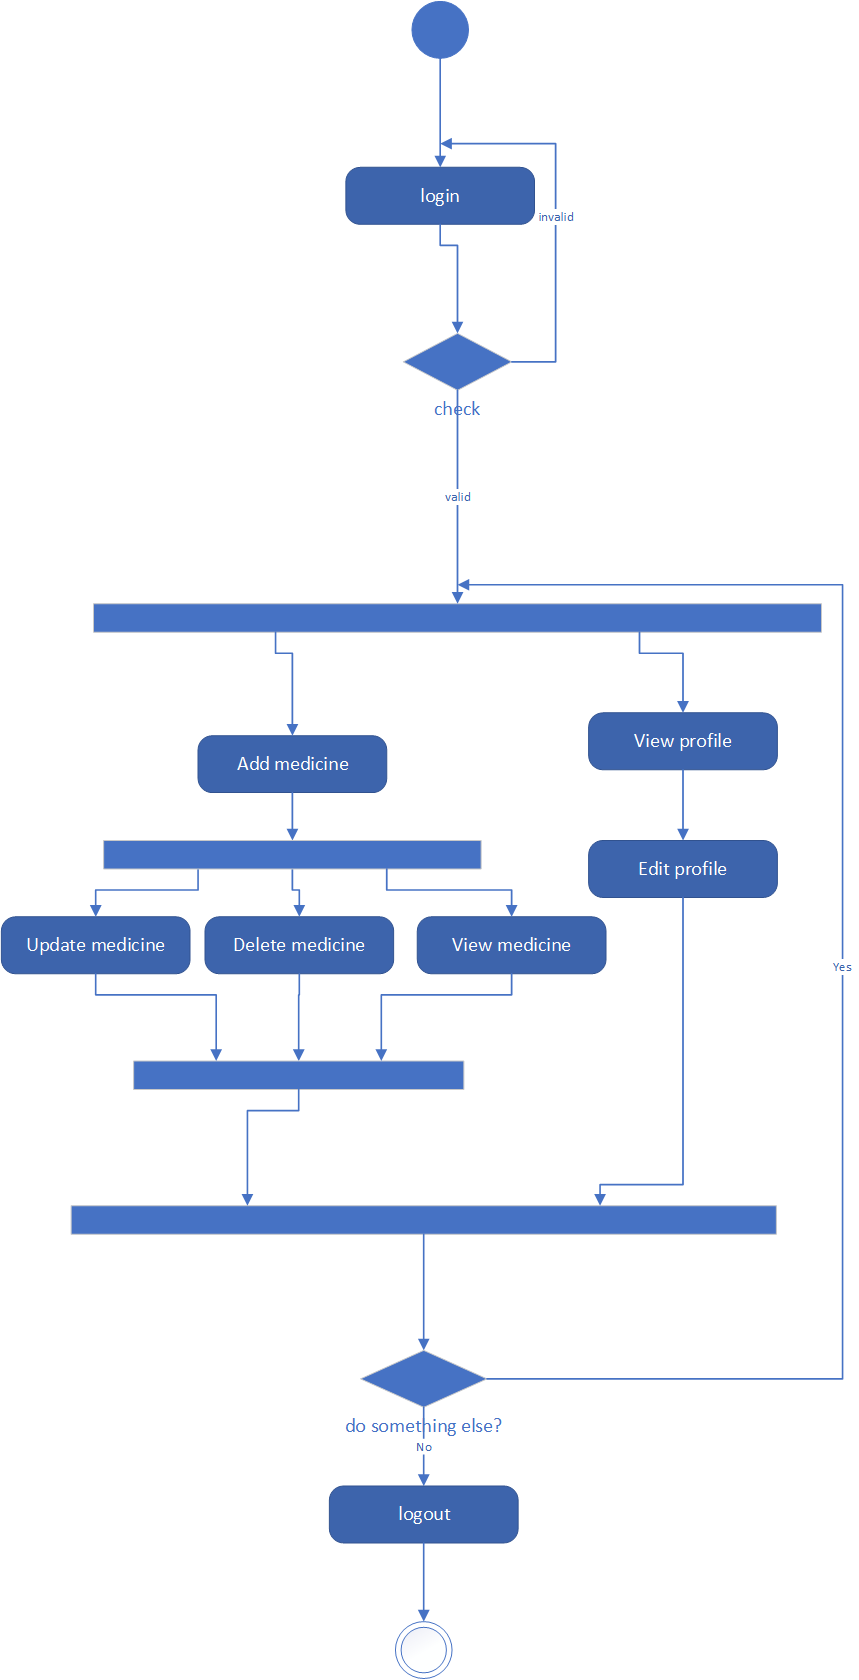 login
invalid
check
valid
View profile
Add medicine
Edit profile
Update medicine
Delete medicine
View medicine
Yes
do something else?
No
logout